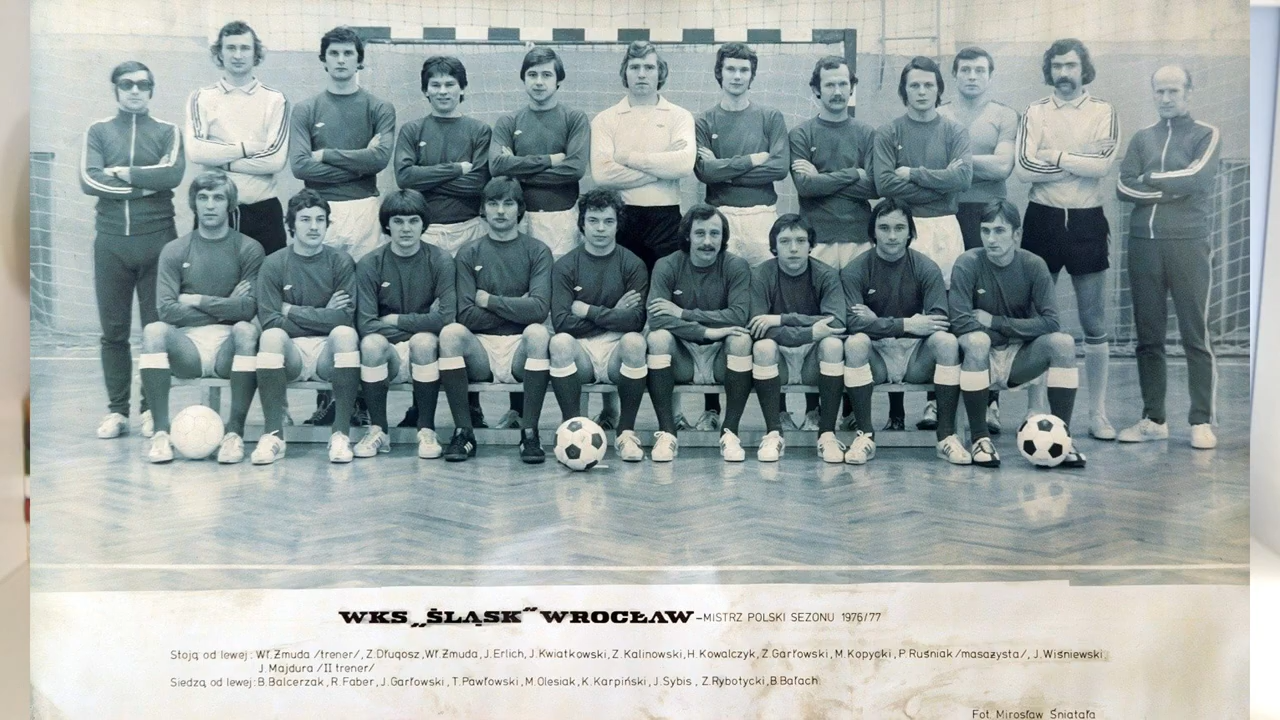 WKS „ŚLĄSK” WROCŁAW – MISTRZ POLSKI SEZONU 1976/77
Stoją od lewej: Wł. Żmuda /trener/, Z. Długosz, Wł. Żmuda, J. Erlich, J. Kwiatkowski, Z. Kalinowski, H. Kowalczyk, Z. Garłowski, M. Kopycki, P. Ruśniak /masażysta/, J. Wiśniewski
J. Majdura /II trener/
Siedzą od lewej: B. Balcerzak, R. Faber, J. Garłowski, T. Pawłowski, M. Olesiak, K. Karpiński, J. Sybis, Z. Rybotycki, B. Bałach
Fot. Mirosław Śniatała